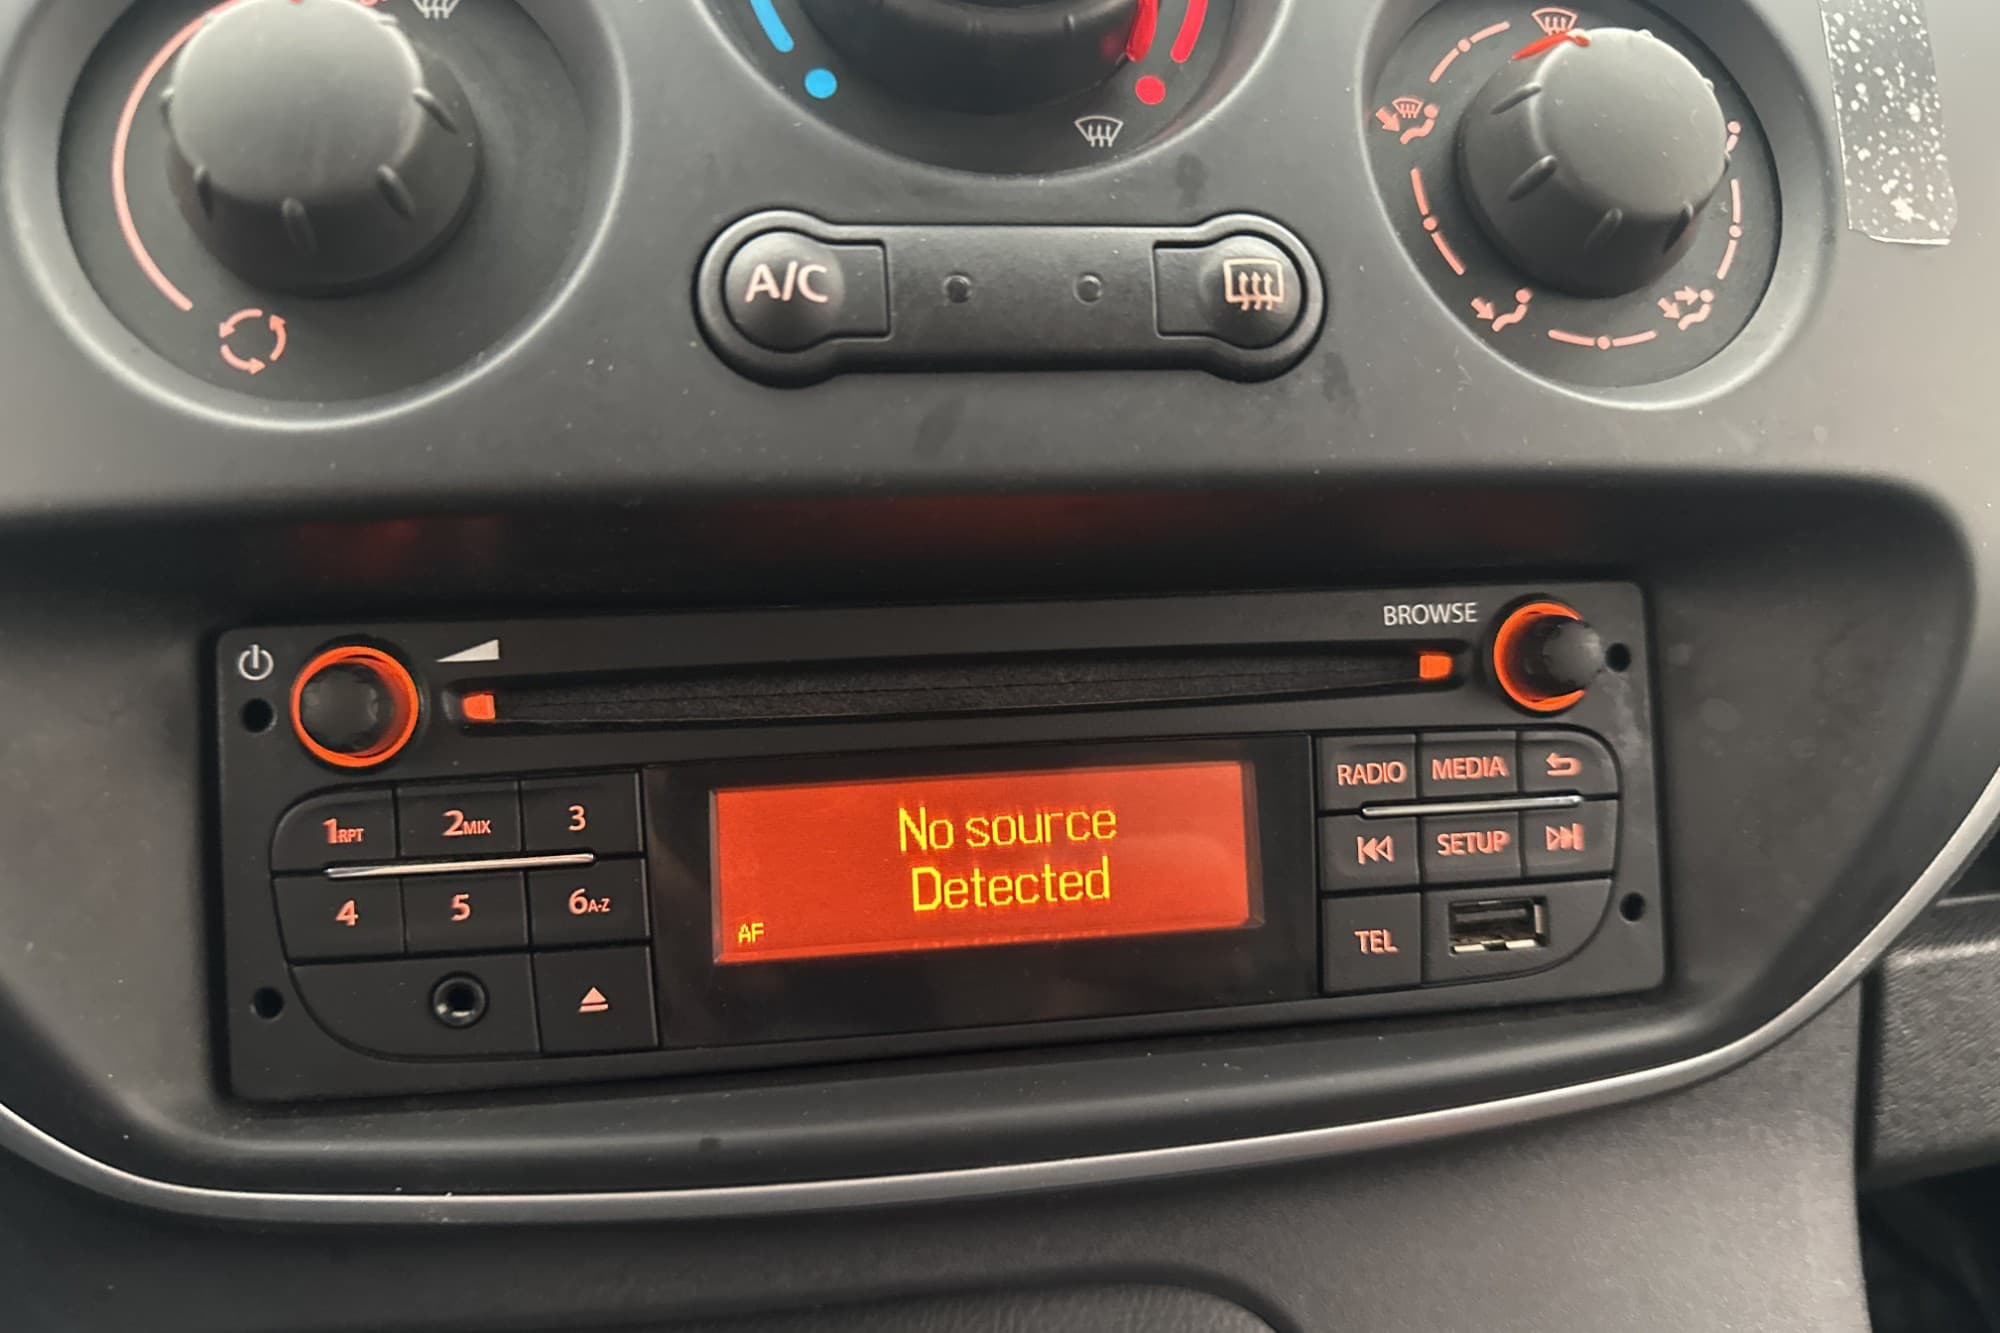 A/C
BROWSE
RADIO MEDIA
1RPT 2MIX 3
No source
Detected
SETUP
4 5 6A-Z
AF
TEL